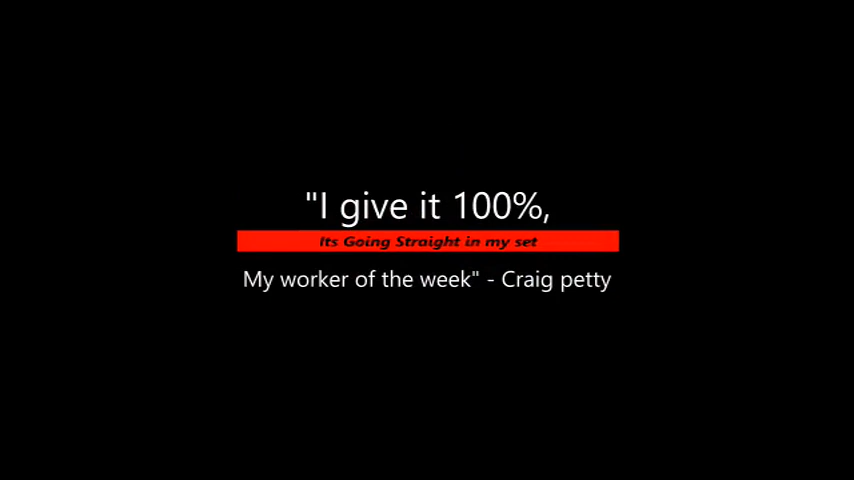 "I give it 100%,
Its Going Straight in my set
My worker of the week" - Craig petty